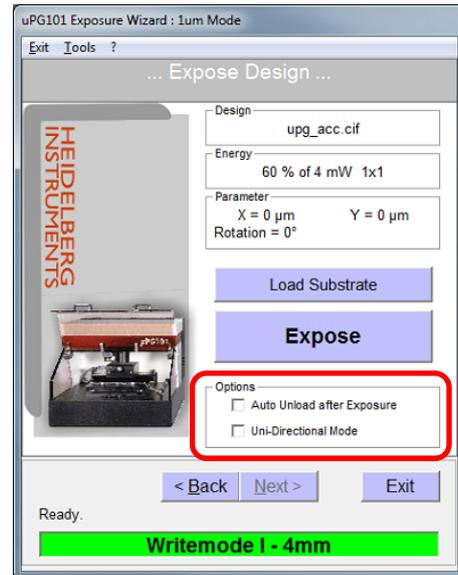 uPG101 Exposure Wizard : 1um Mode
Exit Tools ?
... Expose Design ...
HEIDELBERG
INSTRUMENTS
µPG101
Design
upg_acc.cif
Energy
60 % of 4 mW 1x1
Parameter
X = 0 µm Y = 0 µm
Rotation = 0°
Load Substrate
Expose
Options
Auto Unload after Exposure
Uni-Directional Mode
< Back Next > Exit
Ready.
Writemode I - 4mm